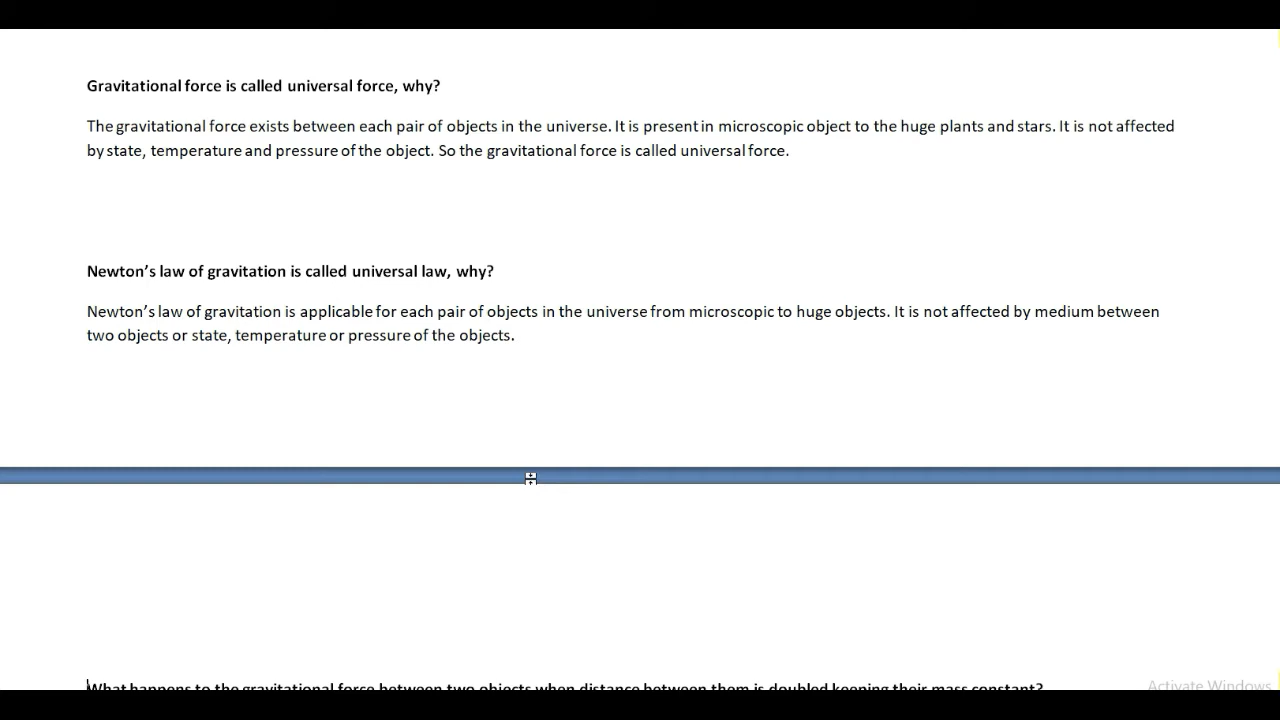 Gravitational force is called universal force, why?
The gravitational force exists between each pair of objects in the universe. It is present in microscopic object to the huge plants and stars. It is not affected
by state, temperature and pressure of the object. So the gravitational force is called universal force.
Newton’s law of gravitation is called universal law, why?
Newton’s law of gravitation is applicable for each pair of objects in the universe from microscopic to huge objects. It is not affected by medium between
two objects or state, temperature or pressure of the objects.
What happens to the gravitational force between two objects when distance between them is doubled keeping their mass constant?
Activate Windows